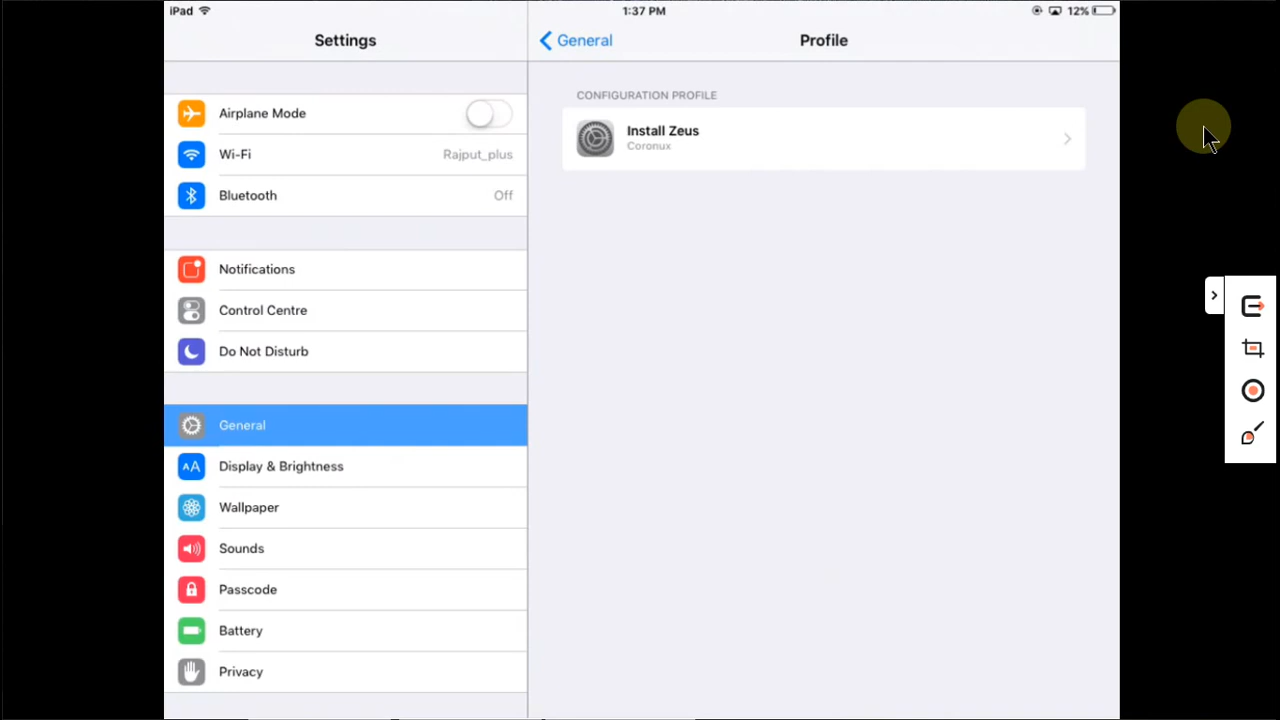 iPad
1:37 PM
12%
Settings
General
Profile
Airplane Mode
Wi-Fi
Rajput_plus
Bluetooth
Off
Notifications
Control Centre
Do Not Disturb
General
Display & Brightness
Wallpaper
Sounds
Passcode
Battery
Privacy
CONFIGURATION PROFILE
Install Zeus
Coronux
AA